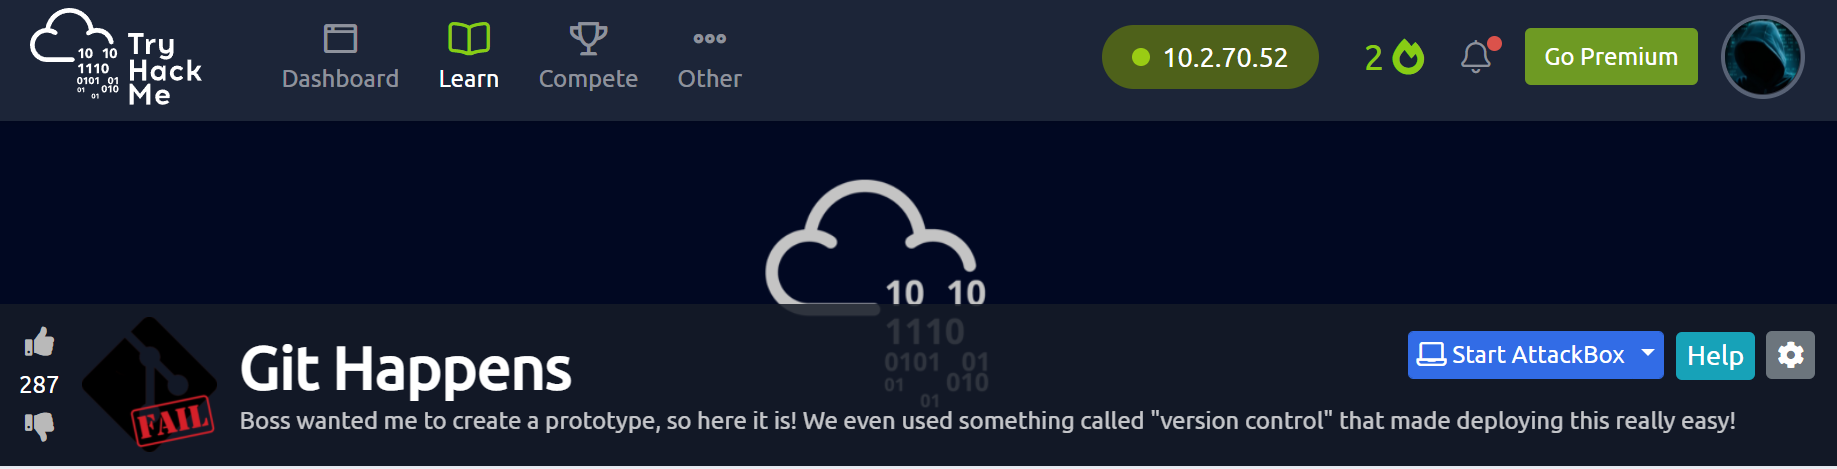 Try
Hack
Me
10 10
1110
0101 01
01 010
Dashboard
Learn
Compete
Other
10.2.70.52
2
Go Premium
10 10
1110
0101 01
01 010
01
287
FAIL
Git Happens
Start AttackBox
Help
Boss wanted me to create a prototype, so here it is! We even used something called "version control" that made deploying this really easy!